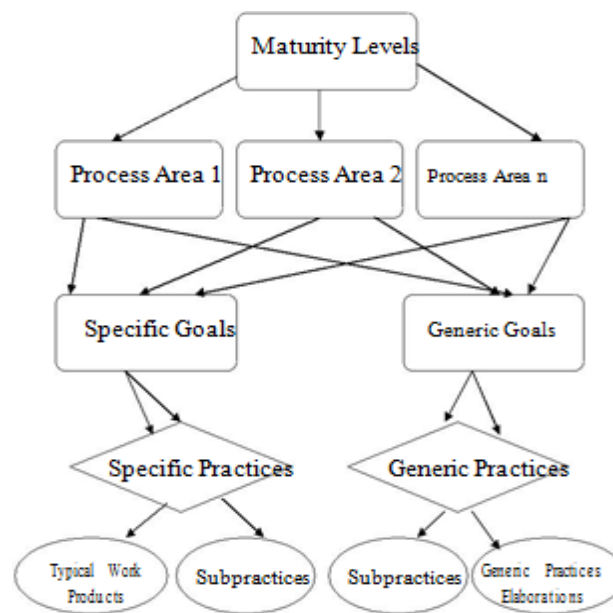 Maturity Levels
Process Area 1
Process Area 2
Process Area n
Specific Goals
Generic Goals
Specific Practices
Generic Practices
Typical Work
Products
Subpractices
Subpractices
Generic Practices
Elaborations